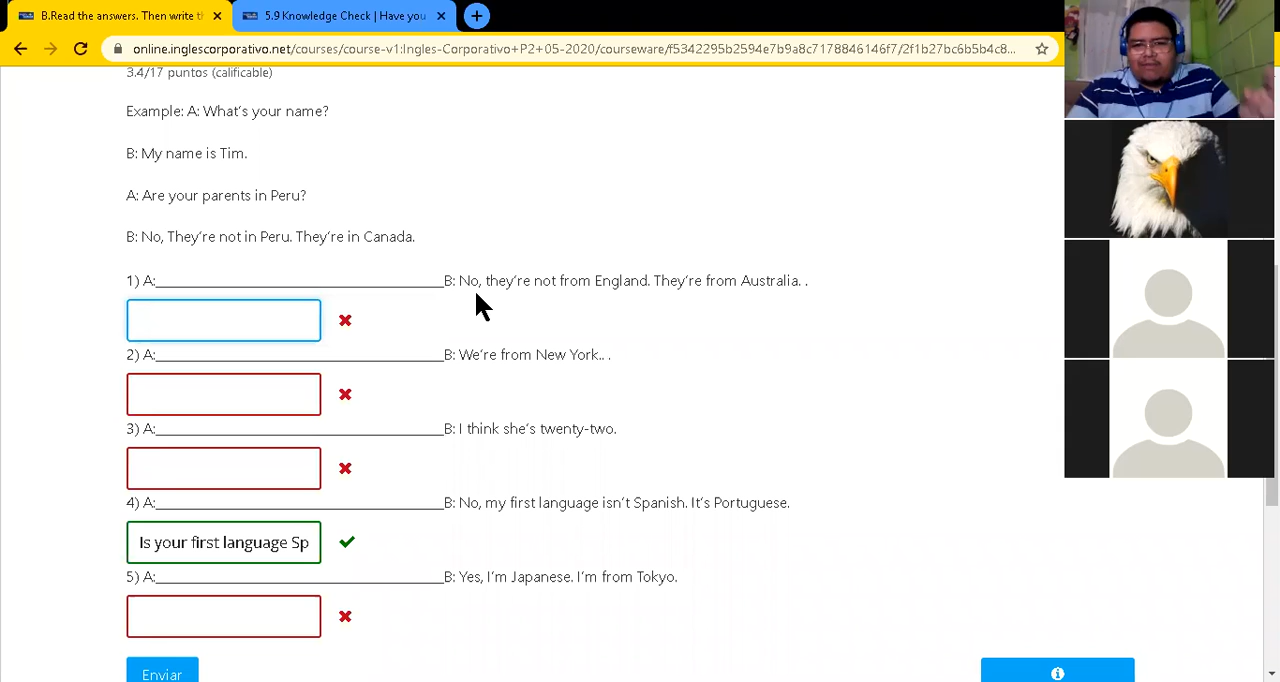 B.Read the answers. Then write th
5.9 Knowledge Check | Have you
online.inglescorporativo.net/courses/course-v1:Ingles-Corporativo+P2+05-2020/courseware/f5342295b2594e7b9a8c7178846146f7/2f1b27bc6b5b4c8...
3.4/17 puntos (calificable)
Example: A: What's your name?
B: My name is Tim.
A: Are your parents in Peru?
B: No, They're not in Peru. They're in Canada.
1) A:________________________________B: No, they're not from England. They're from Australia. .
2) A:________________________________B: We're from New York.. .
3) A:________________________________B: I think she's twenty-two.
4) A:________________________________B: No, my first language isn't Spanish. It's Portuguese.
Is your first language Sp
5) A:________________________________B: Yes, I'm Japanese. I'm from Tokyo.
Enviar